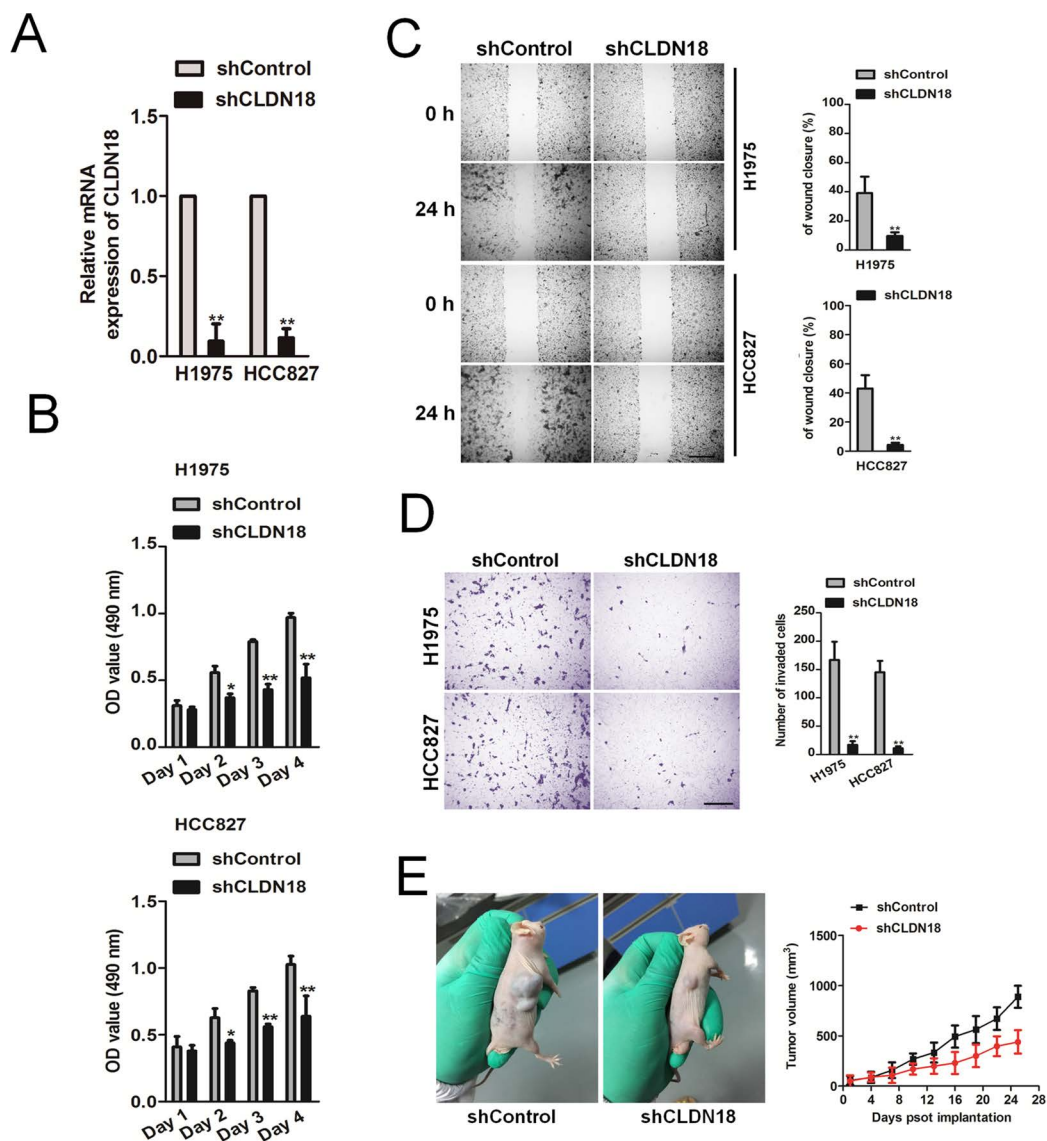 A
shControl
shCLDN18
Relative mRNA
expression of CLDN18
1.5
1.0
0.5
0.0
**
**
H1975
HCC827
B
H1975
shControl
shCLDN18
OD value (490 nm)
1.5
1.0
0.5
0.0
*
**
**
Day 1
Day 2
Day 3
Day 4
HCC827
shControl
shCLDN18
OD value (490 nm)
1.5
1.0
0.5
0.0
*
**
**
Day 1
Day 2
Day 3
Day 4
C
shControl
shCLDN18
0 h
24 h
0 h
24 h
H1975
HCC827
shControl
shCLDN18
of wound closure (%)
100
80
60
40
20
0
**
H1975
shCLDN18
of wound closure (%)
100
80
60
40
20
0
**
HCC827
D
shControl
shCLDN18
H1975
HCC827
shControl
shCLDN18
Number of invaded cells
250
200
150
100
50
0
**
**
H1975
HCC827
E
shControl
shCLDN18
shControl
shCLDN18
Tumor volume (mm³)
1500
1000
500
0
0
4
8
12
16
20
24
28
Days psot implantation